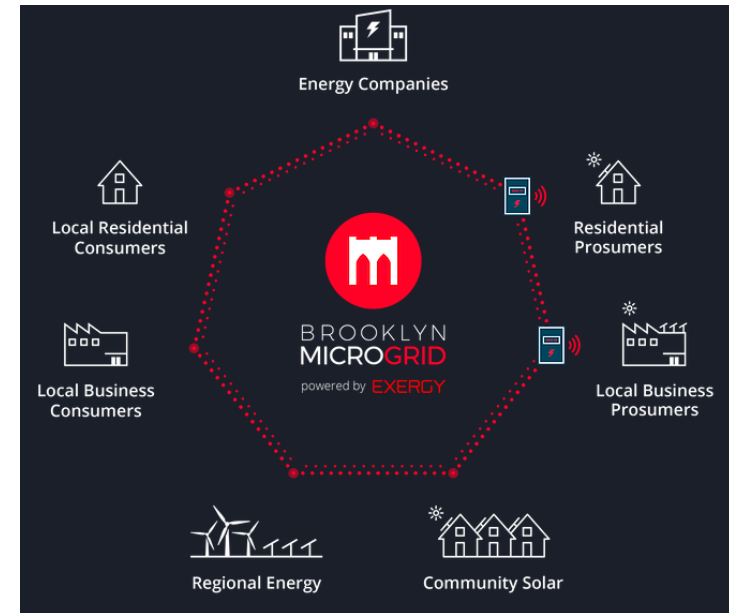 Energy Companies
Local Residential
Consumers
Residential
Prosumers
BROOKLYN
MICROGRID
powered by EXERGY
Local Business
Consumers
Local Business
Prosumers
Regional Energy
Community Solar